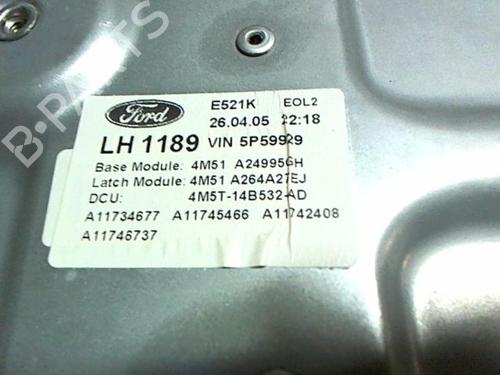 B-PARTS
Ford
E521K EOL2
26.04.05 22:18
LH 1189 VIN 5P59929
Base Module: 4M51 A24995GH
Latch Module: 4M51 A264A27EJ
DCU: 4M5T-14B532-AD
A11734677 A11745466 A11742408
A11746737